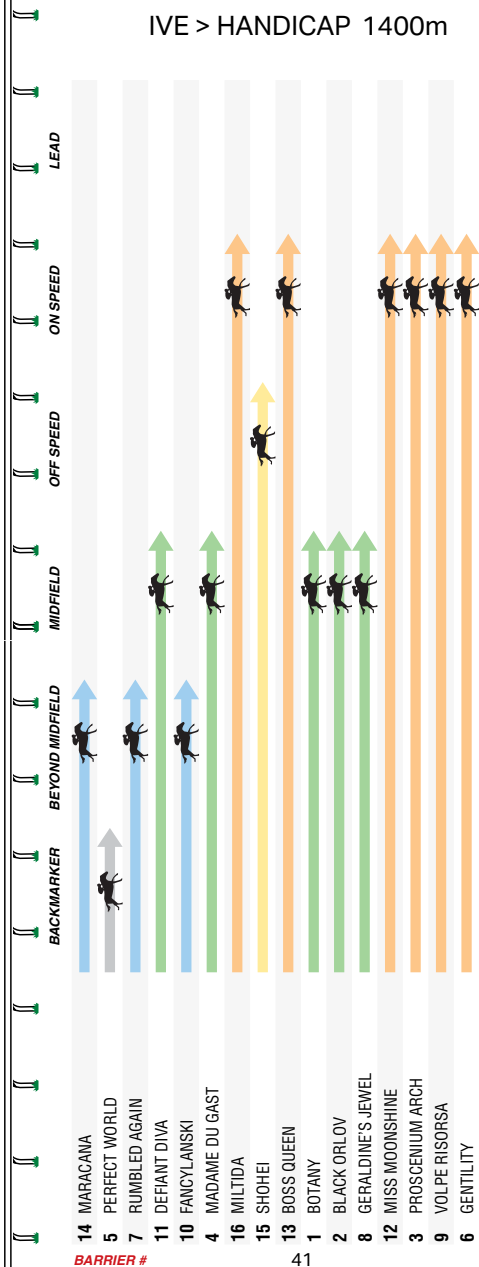 IVE > HANDICAP 1400m
LEAD
ON SPEED
OFF SPEED
MIDFIELD
BEYOND MIDFIELD
BACKMARKER
14 MARACANA
5 PERFECT WORLD
7 RUMBLED AGAIN
11 DEFIANT DIVA
10 FANCYLANSKI
4 MADAME DU GAST
16 MILTIDA
15 SHOHEI
13 BOSS QUEEN
1 BOTANY
2 BLACK ORLOV
8 GERALDINE'S JEWEL
12 MISS MOONSHINE
3 PROSCENIUM ARCH
9 VOLPE RISORSA
6 GENTILITY
BARRIER #
41